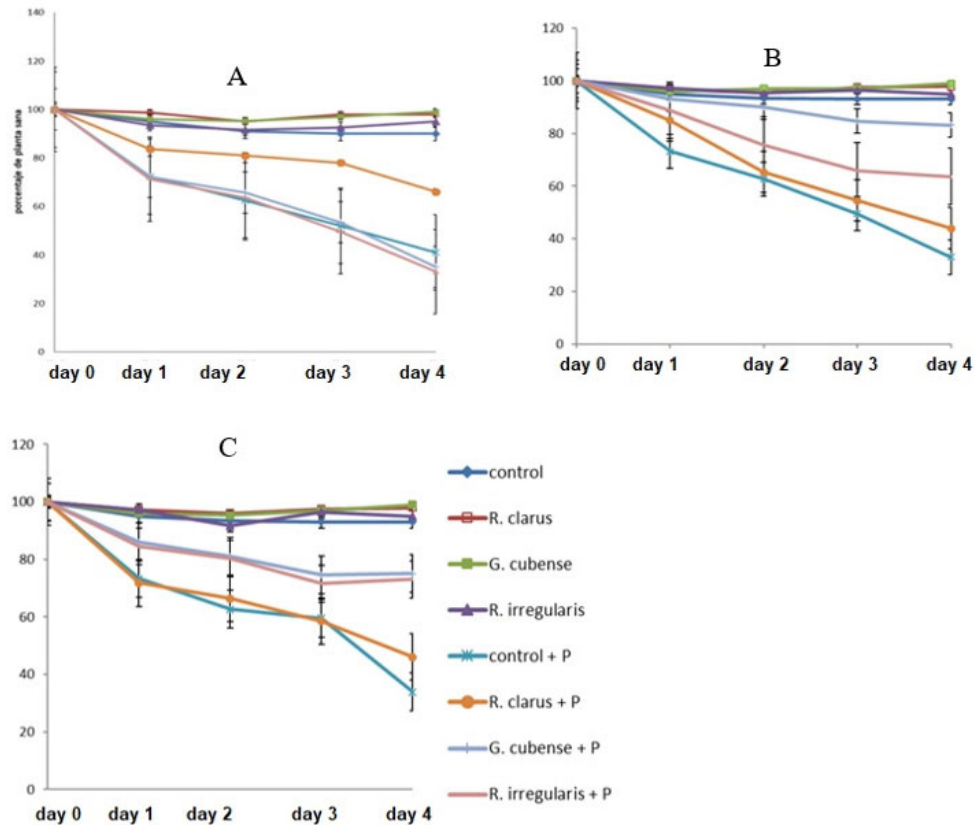 A
porcentaje de planta sana
140
120
100
80
60
40
20
0
day 0 day 1 day 2 day 3 day 4
B
120
100
80
60
40
20
0
day 0 day 1 day 2 day 3 day 4
C
120
100
80
60
40
20
0
day 0 day 1 day 2 day 3 day 4
control
R. clarus
G. cubense
R. irregularis
control + P
R. clarus + P
G. cubense + P
R. irregularis + P